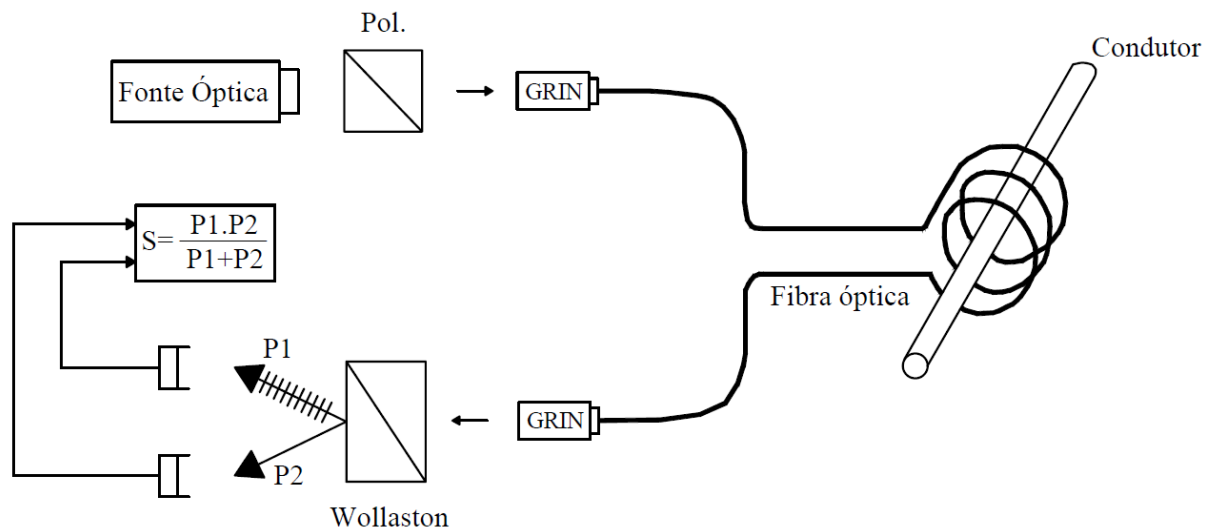 Pol.
Condutor
Fonte Óptica
GRIN
S= P1.P2
P1+P2
Fibra óptica
P1
GRIN
P2
Wollaston